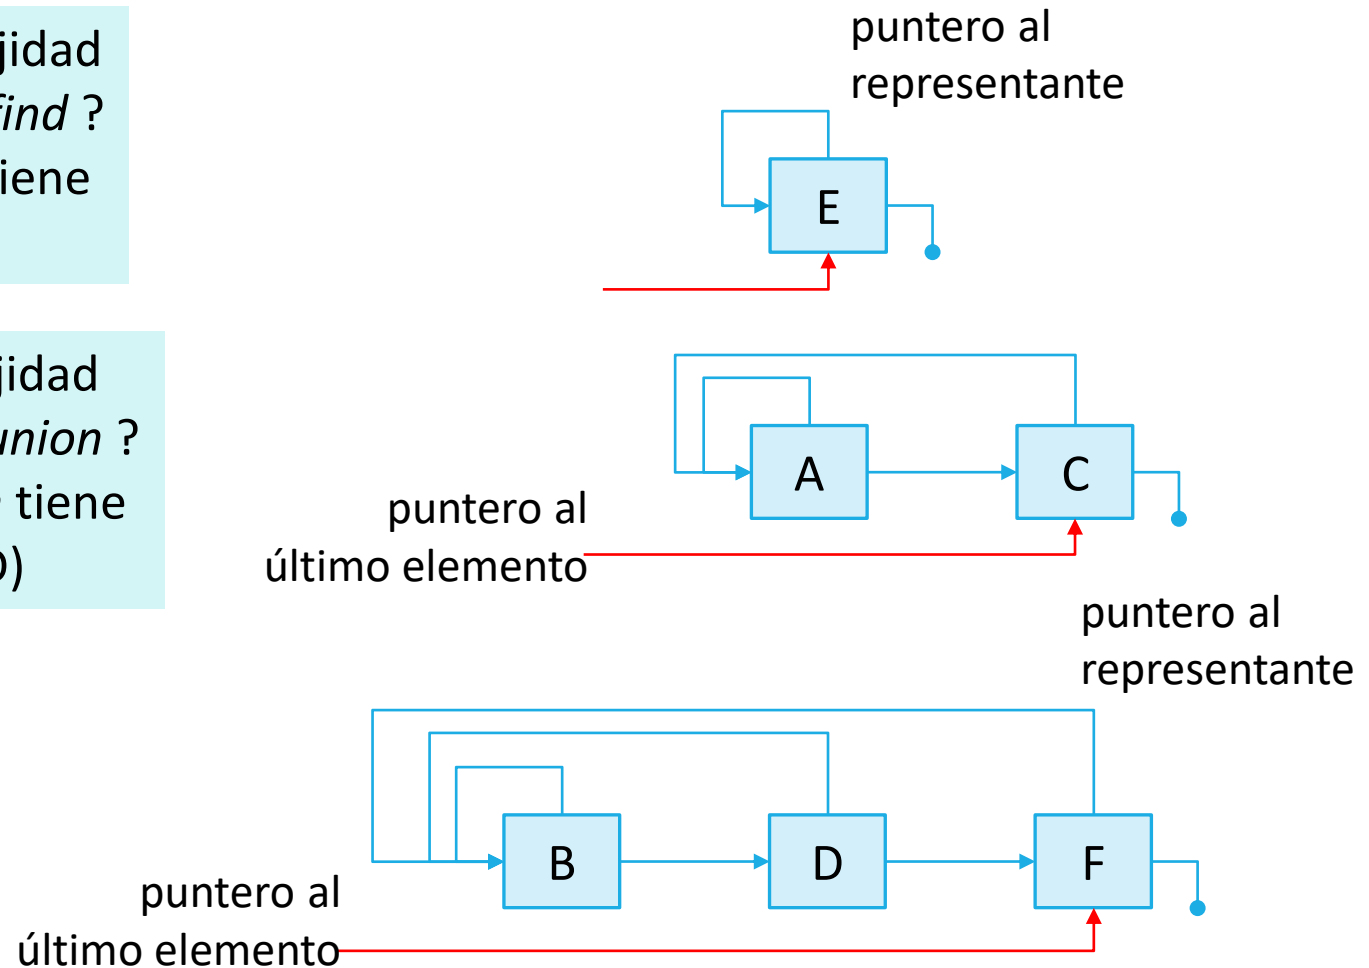 jidad
find ?
iene
jidad
union ?
tiene
)
puntero al
representante
E
A
C
puntero al
último elemento
puntero al
representante
B
D
F
puntero al
último elemento